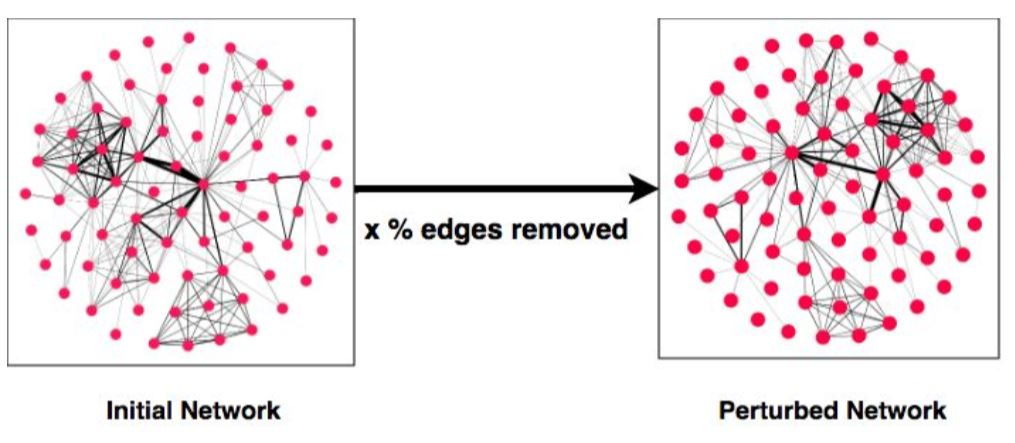 x % edges removed
Initial Network
Perturbed Network